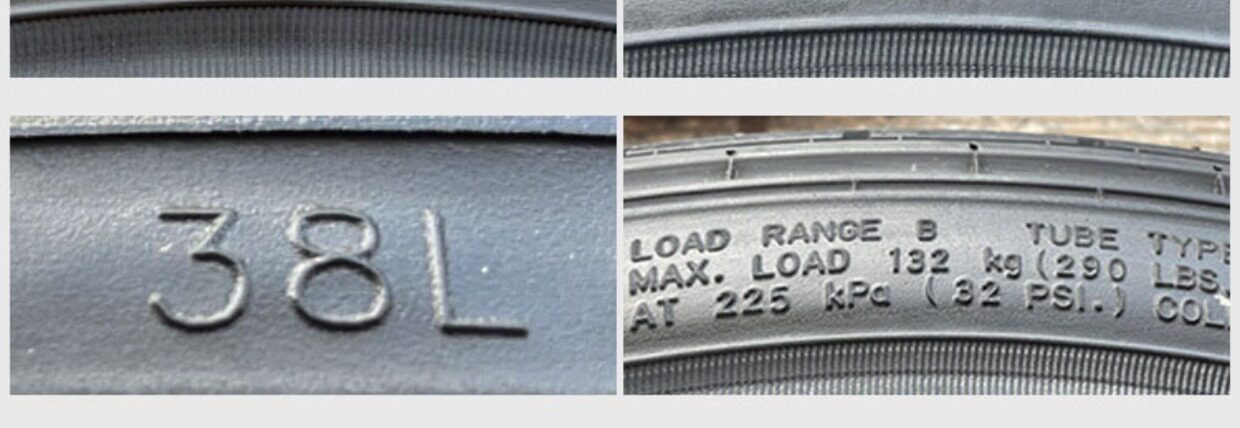 38L
LOAD RANGE B TUBE TYPE
MAX. LOAD 132 kg (290 LBS.
AT 225 kPa (32 PSI.)